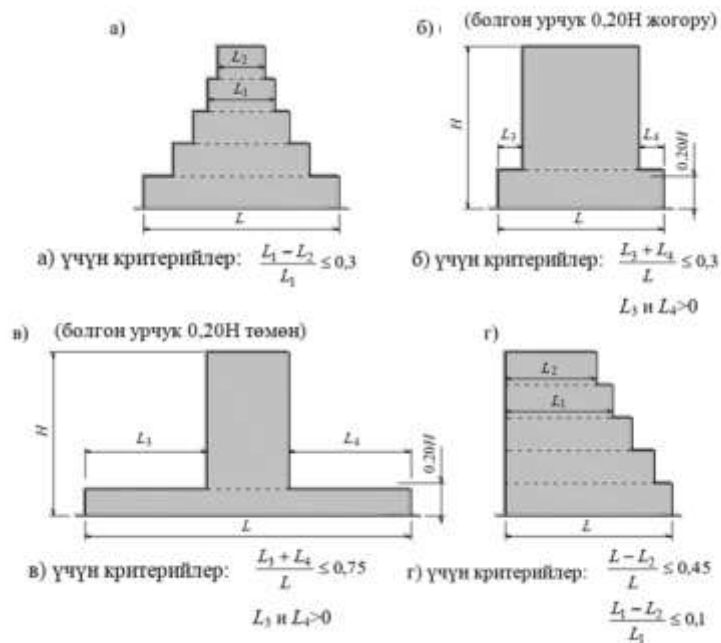 а)
L₂
L₁
L
а) үчүн критерийлер: (L₁ − L₂)/L₁ ≤ 0,3
б) (болгон урчук 0,20Н жогору)
H
L₃
L₄
0.20H
L
б) үчүн критерийлер: (L₃ + L₄)/L ≤ 0,3
L₃ и L₄>0
в) (болгон урчук 0,20Н төмөн)
H
L₃
L₄
0.20H
L
в) үчүн критерийлер: (L₃ + L₄)/L ≤ 0,75
L₃ и L₄>0
г)
L₂
L₁
L
г) үчүн критерийлер: (L − L₂)/L ≤ 0,45
(L₁ − L₂)/L₁ ≤ 0,1